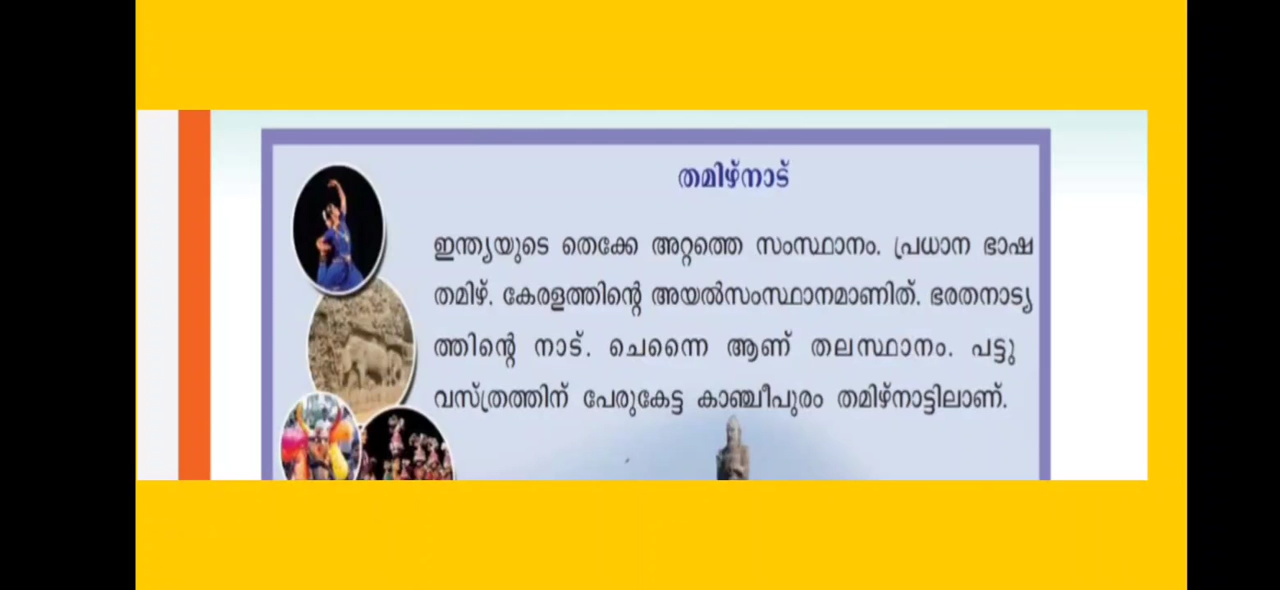 തമിഴ്നാട്
ഇന്ത്യയുടെ തെക്കേ അറ്റത്തെ സംസ്ഥാനം. പ്രധാന ഭാഷ
തമിഴ്. കേരളത്തിന്റെ അയൽസംസ്ഥാനമാണിത്. ഭരതനാട്യ
ത്തിന്റെ നാട്. ചെന്നൈ ആണ് തലസ്ഥാനം. പട്ടു
വസ്ത്രത്തിന് പേരുകേട്ട കാഞ്ചീപുരം തമിഴ്നാട്ടിലാണ്.